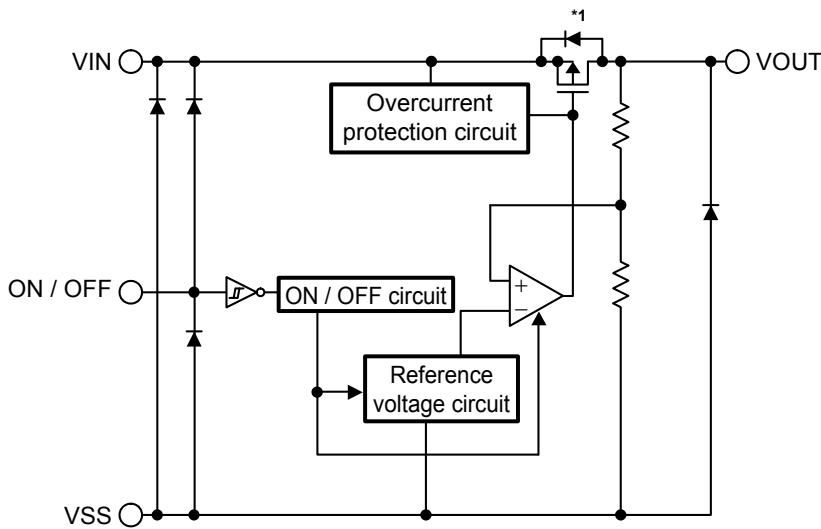 *1
VIN
VOUT
Overcurrent
protection circuit
ON / OFF
ON / OFF circuit
+
−
Reference
voltage circuit
VSS